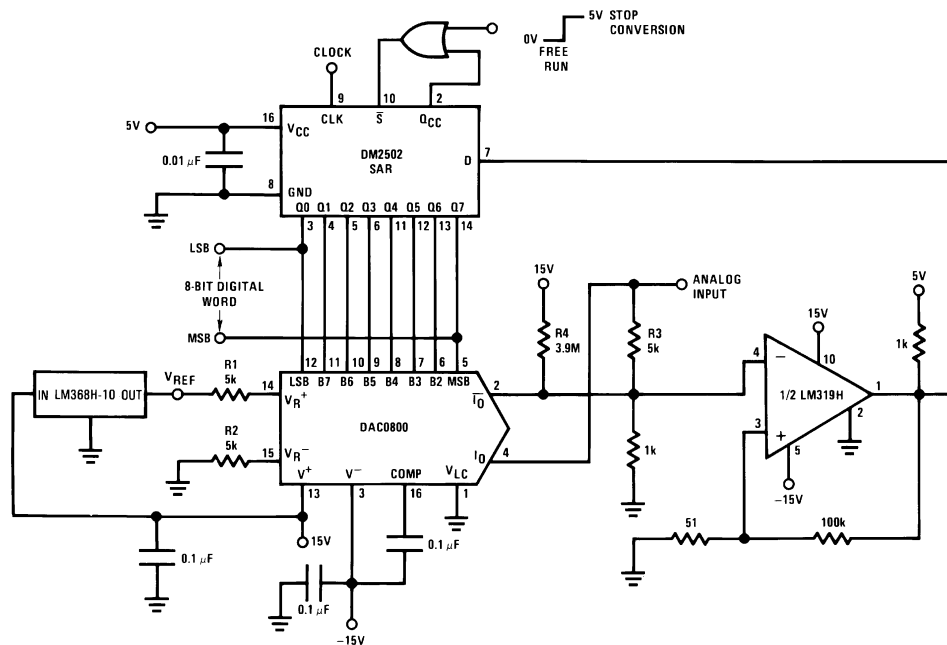 5V STOP
CONVERSION
0V
FREE
RUN
CLOCK
9 10 2
CLK S̅ QCC
5V
16 VCC
DM2502
SAR
D 7
0.01 μF
8 GND
Q0 Q1 Q2 Q3 Q4 Q5 Q6 Q7
3 4 5 6 11 12 13 14
LSB
8-BIT DIGITAL
WORD
MSB
15V
R4
3.9M
ANALOG
INPUT
R3
5k
5V
1k
15V
10
4 −
1/2 LM319H
1
2
3 +
5
−15V
12 11 10 9 8 7 6 5
LSB B7 B6 B5 B4 B3 B2 MSB
IN LM368H-10 OUT
VREF
R1
5k
14
VR+
DAC0800
I̅O̅ 2
IO 4
1k
R2
5k
15
VR−
V+ V− COMP VLC
13 3 16 1
51
100k
15V
0.1 μF
0.1 μF
0.1 μF
−15V